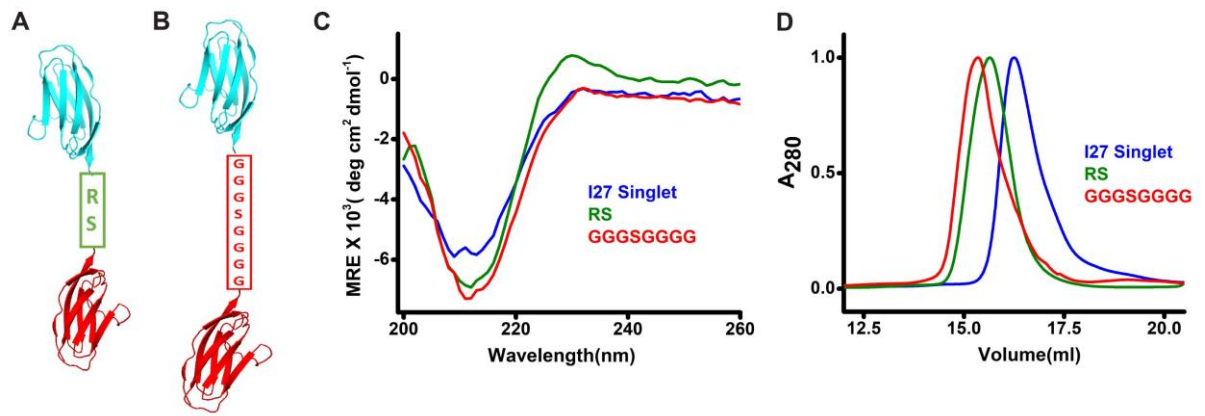 A
B
C
D
R
S
G
G
G
S
G
G
G
G
MRE X 10³( deg cm² dmol⁻¹)
0
-2
-4
-6
200
220
240
260
Wavelength(nm)
I27 Singlet
RS
GGGSGGGG
A280
1.0
0.5
0.0
12.5
15.0
17.5
20.0
Volume(ml)
I27 Singlet
RS
GGGSGGGG